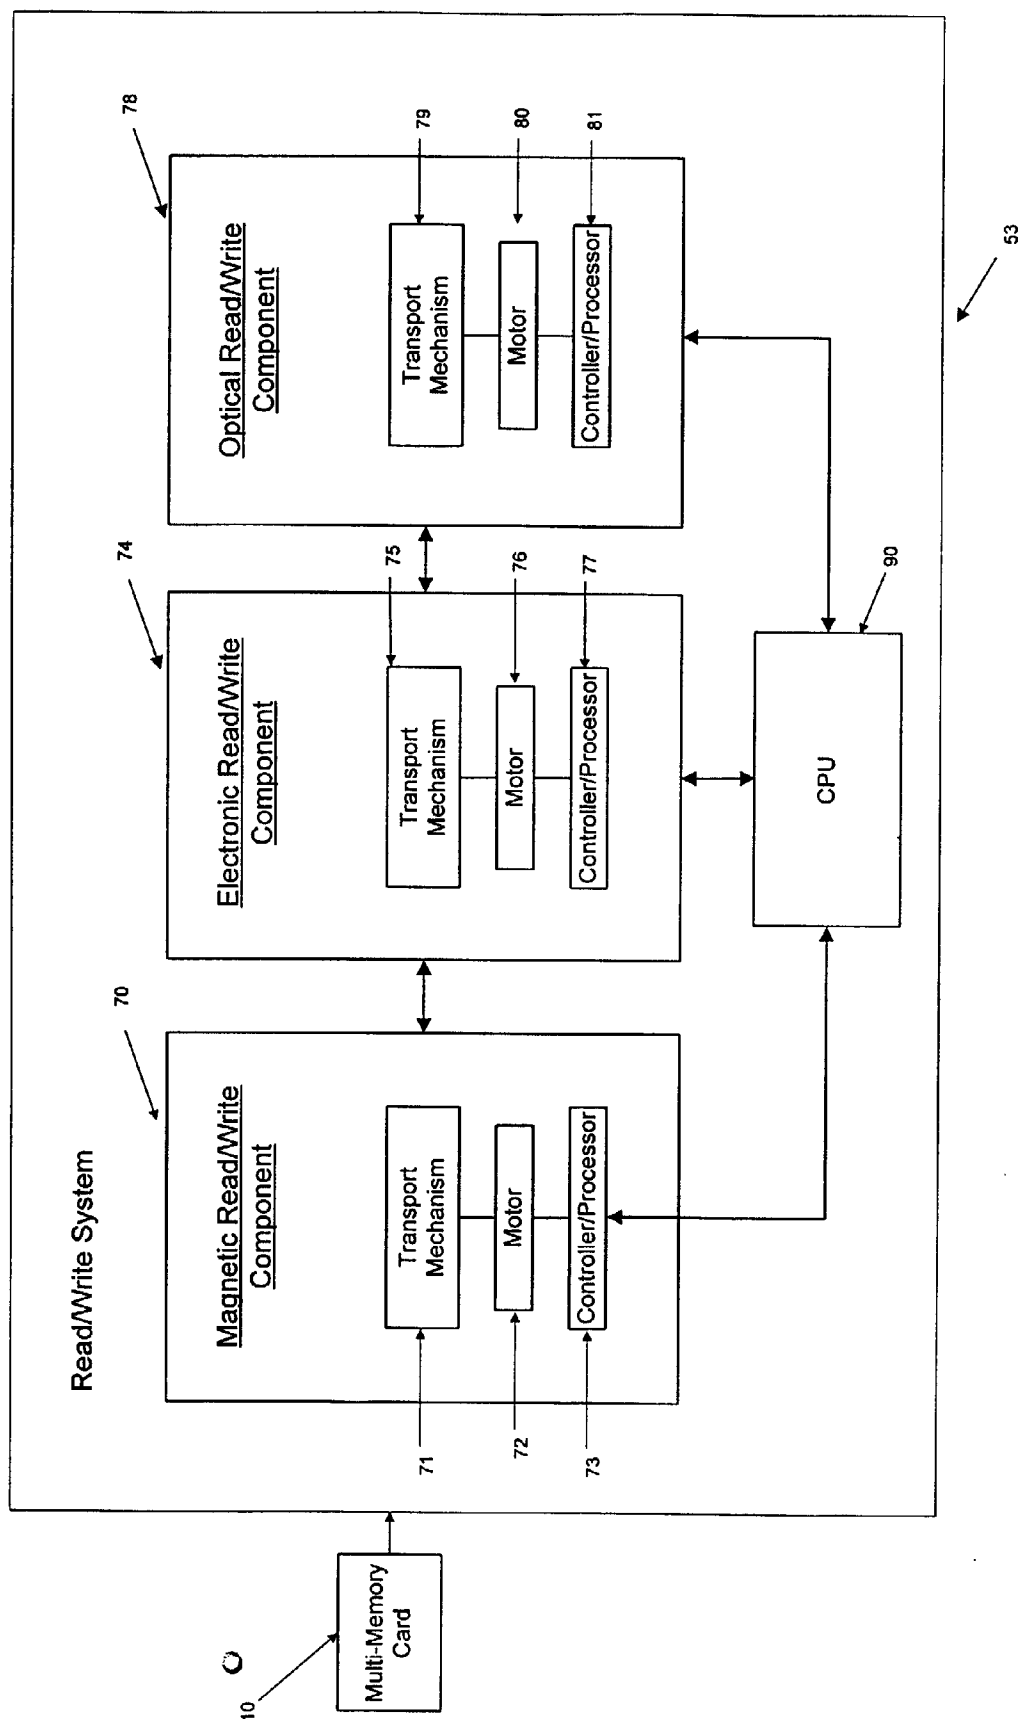 Read/Write System
53
10
Multi-Memory
Card
70
Magnetic Read/Write
Component
Transport
Mechanism
71
Motor
72
Controller/Processor
73
74
Electronic Read/Write
Component
75
Transport
Mechanism
76
Motor
77
Controller/Processor
78
Optical Read/Write
Component
79
Transport
Mechanism
80
Motor
81
Controller/Processor
CPU
90